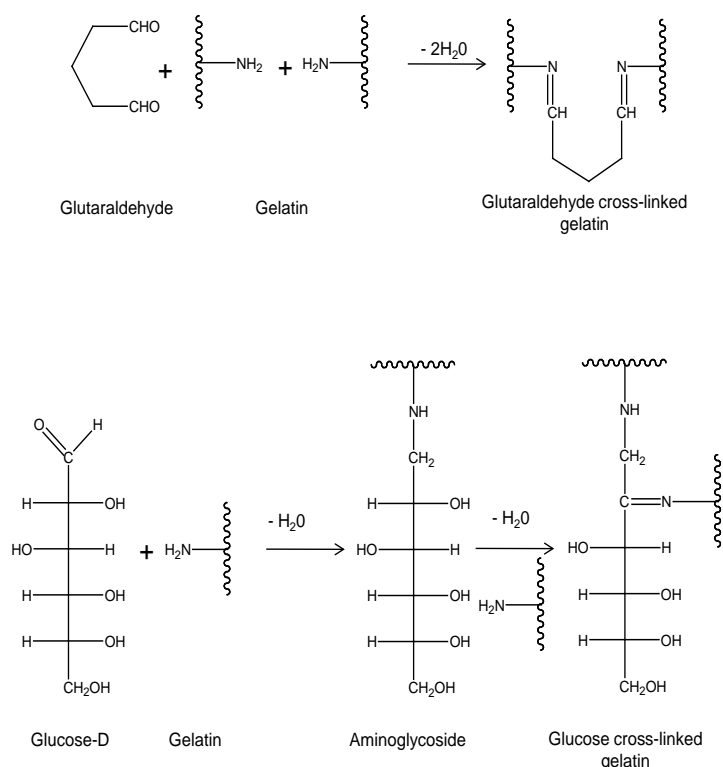 CHO
CHO
+
NH2
+
H2N
- 2H20
N
N
CH
CH
Glutaraldehyde
Gelatin
Glutaraldehyde cross-linked
gelatin
O
H
C
H
OH
HO
H
H
OH
H
OH
CH2OH
+
H2N
- H20
NH
CH2
H
OH
HO
H
H
OH
H
OH
CH2OH
- H20
H2N
NH
CH2
C
N
HO
H
H
OH
H
OH
CH2OH
Glucose-D
Gelatin
Aminoglycoside
Glucose cross-linked
gelatin